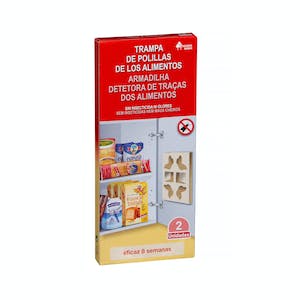 TRAMPA
DE POLILLAS
DE LOS ALIMENTOS
ARMADILHA
DETETORA DE TRAÇAS
DOS ALIMENTOS
SIN INSECTICIDA NI OLORES
SEM INSETICIDAS NEM MAUS CHEIROS
2
Unidades
eficaz 8 semanas